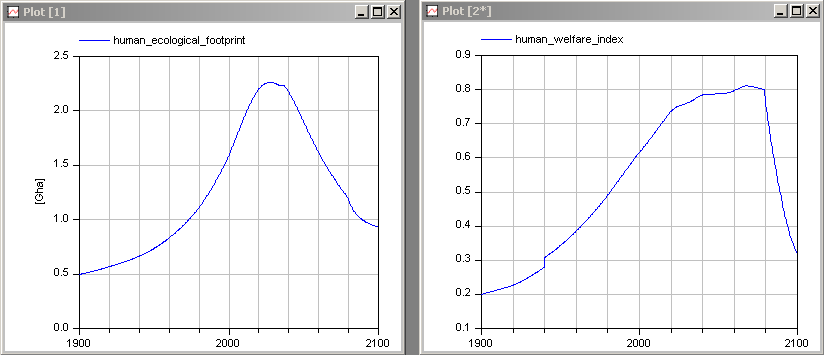 Plot [1]
human_ecological_footprint
2.5
2.0
1.5
[Gha]
1.0
0.5
0.0
1900 2000 2100
Plot [2*]
human_welfare_index
0.9
0.8
0.7
0.6
0.5
0.4
0.3
0.2
0.1
1900 2000 2100